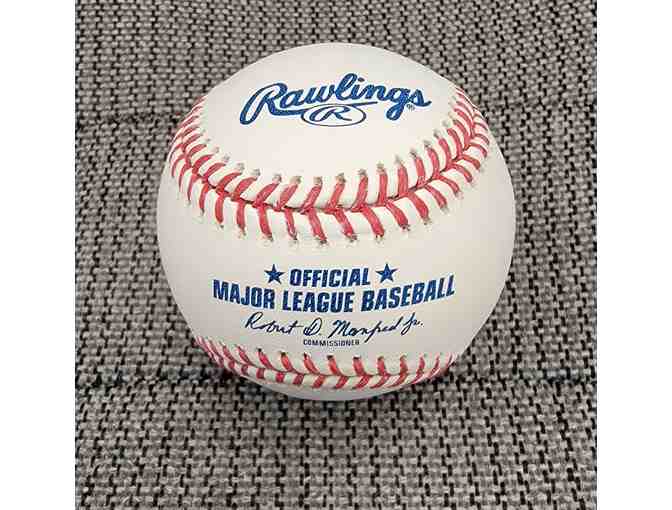 Rawlings®
R
★ OFFICIAL ★
MAJOR LEAGUE BASEBALL
Robert D. Manfred Jr.
COMMISSIONER